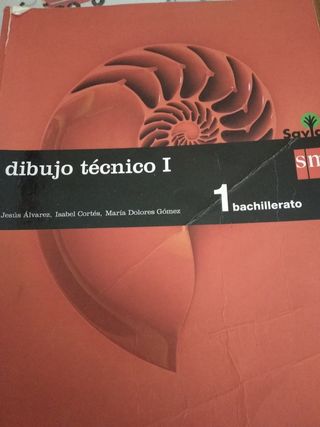 Savia
dibujo técnico I
sm
Jesús Álvarez, Isabel Cortés, María Dolores Gómez
1 bachillerato